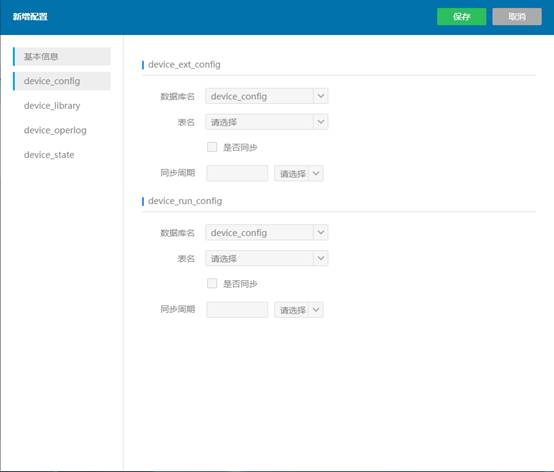 新增配置
保存
取消
基本信息
device_config
device_library
device_operlog
device_state
device_ext_config
数据库名 device_config
表名 请选择
是否同步
同步周期 请选择
device_run_config
数据库名 device_config
表名 请选择
是否同步
同步周期 请选择